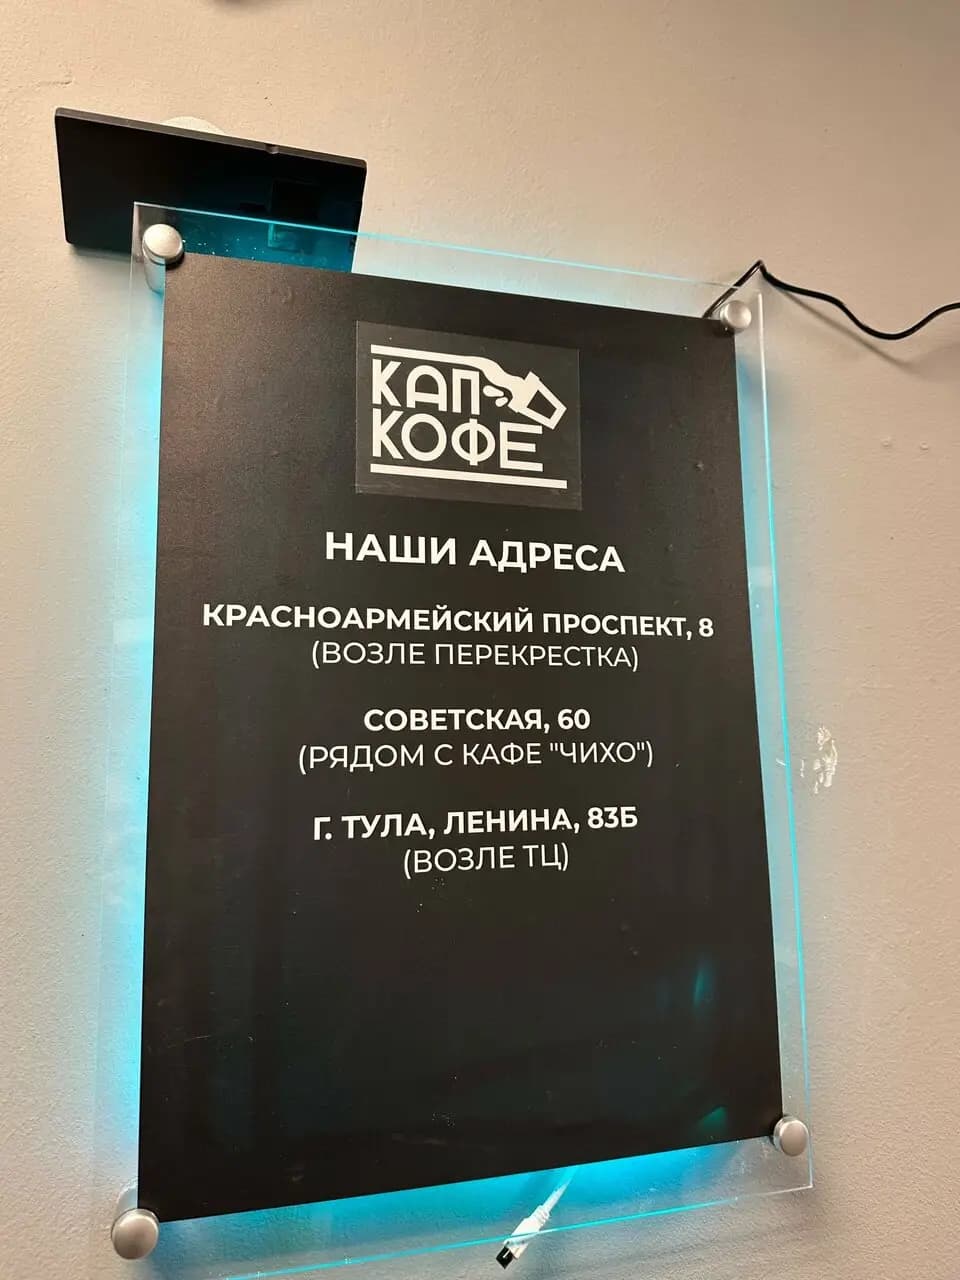 КАП
КОФЕ
НАШИ АДРЕСА
КРАСНОАРМЕЙСКИЙ ПРОСПЕКТ, 8
(ВОЗЛЕ ПЕРЕКРЕСТКА)
СОВЕТСКАЯ, 60
(РЯДОМ С КАФЕ "ЧИХО")
Г. ТУЛА, ЛЕНИНА, 83Б
(ВОЗЛЕ ТЦ)